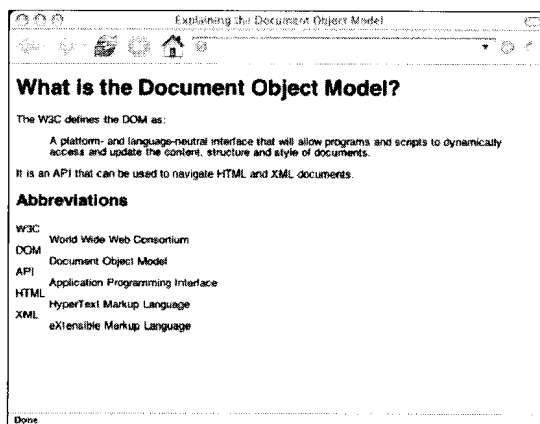 Explaining the Document Object Model
What is the Document Object Model?
The W3C defines the DOM as:
A platform- and language-neutral interface that will allow programs and scripts to dynamically
access and update the content, structure and style of documents.
It is an API that can be used to navigate HTML and XML documents.
Abbreviations
W3C
World Wide Web Consortium
DOM
Document Object Model
API
Application Programming Interface
HTML
HyperText Markup Language
XML
eXtensible Markup Language
Done